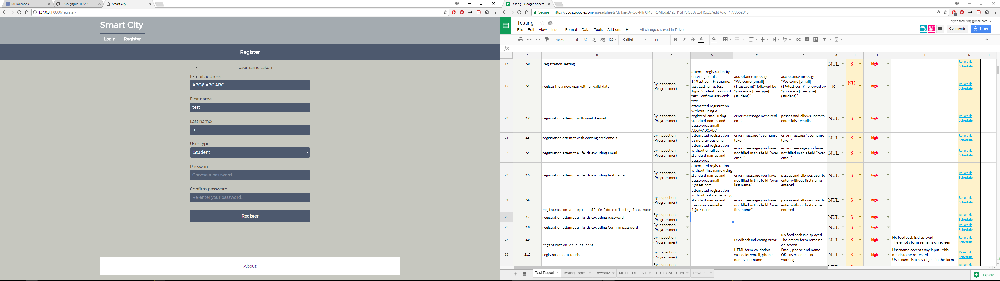 (3) Facebook
123z/gitgud: IFB299
Smart City
127.0.0.1:8000/register/
Smart City
Login Register
Register
Username taken
E-mail address:
ABC@ABC.ABC
First name:
test
Last name:
test
User type:
Student
Password:
Choose a password...
Confirm password:
Re-enter your password...
Register
About
Testing - Google Sheets
Secure https://docs.google.com/spreadsheets/d/1sexUwQg-NTrXF40nR3MbdaL12cH1SFP8OC97QxFRqxQ/edit#gid=1779662946
Testing
bryce.ford998@gmail.com
File Edit View Insert Format Data Tools Add-ons Help All changes saved in Drive
Comments Share
100% £ % .0 .00 123 Calibri 11
fx
A B C D E F G H I J K L
18 2.0 Registration Testing NUL S high Re-work
Schedule
19 2.1 registering a new user with all valid data
By inspection
(Programmer)
attempt registration by
entering email:
1@test.com Firstname:
test Lastname: test
Type: Student Password:
test ConfirmPassword:
test
acceptance message
"Welcome [email]
(1.test.com)" followed by
"you are a [usertype]
(student)"
acceptance message
"Welcome [email]
(1@test.com)" followed by
"you are a [usertype]
(student)"
R
NU
L
high
Re-work
Schedule
20 2.2 registration attempt with invalid email
By inspection
(Programmer)
attempted registration
without using a
registerd email using
standard names and
passwords email =
ABC@ABC.ABC
error meessage not a real
email
passes and allows users to
enter false emails.
NUL S high
Re-work
Schedule
21 2.3 registration attempt with existing credentials
By inspection
(Programmer)
attempted registration
using previous emaill
error message "username
taken"
error message "username
taken"
NUL S high
Re-work
Schedule
22 2.4 registration attempt all feilds excluding Email
By inspection
(Programmer)
attempted registration
without email using
standard names and
passwords
error meessage you have
not filled in this feild "over
email"
error meessage you have
not filled in this feild "over
email"
NUL S high
Re-work
Schedule
23 2.5 registration attempt all feilds excluding first name
By inspection
(Programmer)
attempted registration
without first name using
standard names and
passwords email =
3@test.com
error meessage you have
not filled in this feild "over
last name"
passes and allowes user to
enter without first name
entered
NUL S high
Re-work
Schedule
24 2.6 registration attempted all feilds excluding last name
By inspection
(Programmer)
attempted registration
without last name using
standard names and
passwords email =
4@test.com
error meessage you have
not filled in this feild "over
first name"
passes and allowes user to
enter without first name
entered
NUL S high
Re-work
Schedule
25 2.7 registration attempt all feilds excluding password
By inspection
(Programmer)
NUL S high
Re-work
Schedule
26 2.8 registration attempt all feilds excluding Confirm password
By inspection
(Programmer)
NUL S high
Re-work
Schedule
27 2.9 registration as a student
By inspection
(Programmer)
Feedback indicating error
No feedback is displayed
The empty form remains
on screen
NUL S high
No feedback is displayed
The empty form remains on screen
Re-work
Schedule
28 2.10 registration as a tourist
By inspection
(Programmer)
HTML form validation
works for:email, phone,
name, username
Email, phone and name
OK - username is not
working
NUL S high
Username accepts any input - this
needs to be re-tested
User name is a key object in the form
Re-work
Schedule
By inspection
Re-work
Test Report Testing Topics Rework2 METHEOD LIST TEST CASES list Rework1
Explore